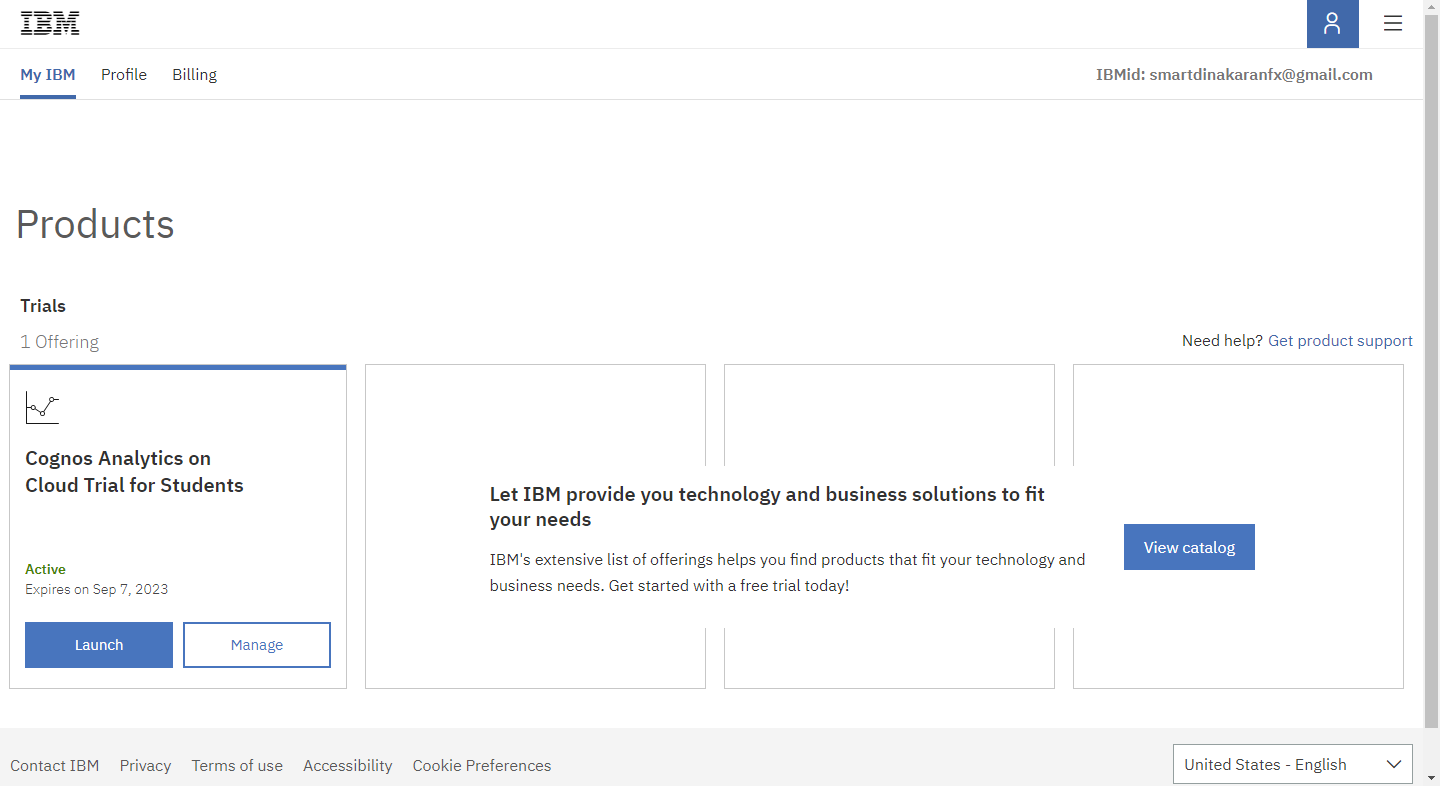 IBM
My IBM Profile Billing IBMid: smartdinakaranfx@gmail.com
Products
Trials
1 Offering
Need help? Get product support
Cognos Analytics on
Cloud Trial for Students
Active
Expires on Sep 7, 2023
Launch Manage
Let IBM provide you technology and business solutions to fit
your needs
IBM's extensive list of offerings helps you find products that fit your technology and
business needs. Get started with a free trial today!
View catalog
Contact IBM Privacy Terms of use Accessibility Cookie Preferences
United States - English